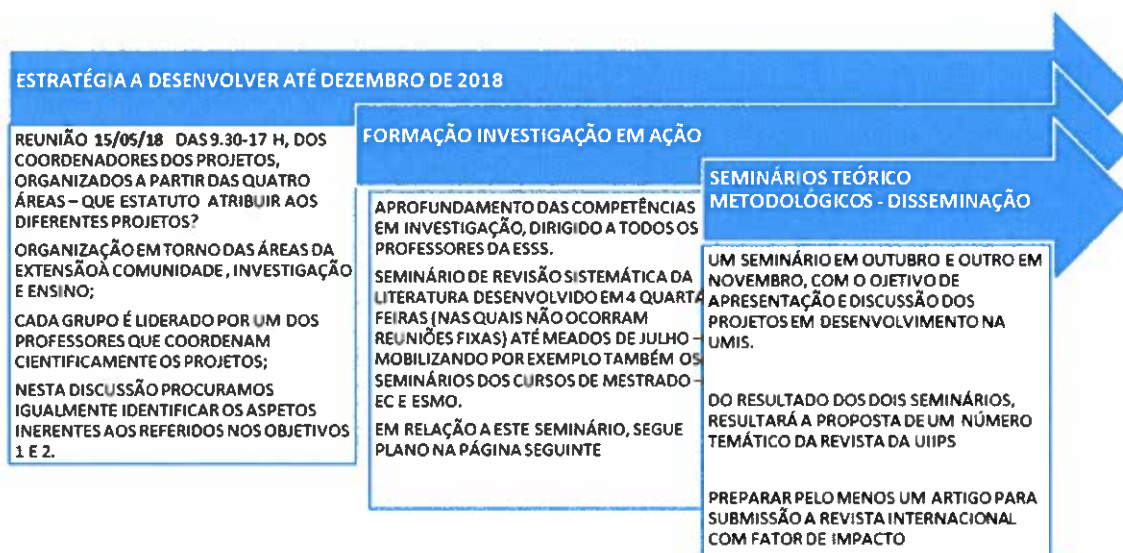 ESTRATÉGIA A DESENVOLVER ATÉ DEZEMBRO DE 2018
REUNIÃO 15/05/18 DAS 9.30-17 H, DOS
COORDENADORES DOS PROJETOS,
ORGANIZADOS A PARTIR DAS QUATRO
ÁREAS – QUE ESTATUTO ATRIBUIR AOS
DIFERENTES PROJETOS?
ORGANIZAÇÃO EM TORNO DAS ÁREAS DA
EXTENSÃOÀ COMUNIDADE, INVESTIGAÇÃO
E ENSINO;
CADA GRUPO É LIDERADO POR UM DOS
PROFESSORES QUE COORDENAM
CIENTIFICAMENTE OS PROJETOS;
NESTA DISCUSSÃO PROCURAMOS
IGUALMENTE IDENTIFICAR OS ASPETOS
INERENTES AOS REFERIDOS NOS OBJETIVOS
1 E 2.
FORMAÇÃO INVESTIGAÇÃO EM AÇÃO
APROFUNDAMENTO DAS COMPETÊNCIAS
EM INVESTIGAÇÃO, DIRIGIDO A TODOS OS
PROFESSORES DA ESSS.
SEMINÁRIO DE REVISÃO SISTEMÁTICA DA
LITERATURA DESENVOLVIDO EM 4 QUARTA
FEIRAS (NAS QUAIS NÃO OCORRAM
REUNIÕES FIXAS) ATÉ MEADOS DE JULHO –
MOBILIZANDO POR EXEMPLO TAMBÉM OS
SEMINÁRIOS DOS CURSOS DE MESTRADO –
EC E ESMO.
EM RELAÇÃO A ESTE SEMINÁRIO, SEGUE
PLANO NA PÁGINA SEGUINTE
SEMINÁRIOS TEÓRICO
METODOLÓGICOS - DISSEMINAÇÃO
UM SEMINÁRIO EM OUTUBRO E OUTRO EM
NOVEMBRO, COM O OJETIVO DE
APRESENTAÇÃO E DISCUSSÃO DOS
PROJETOS EM DESENVOLVIMENTO NA
UMIS.
DO RESULTADO DOS DOIS SEMINÁRIOS,
RESULTARÁ A PROPOSTA DE UM NÚMERO
TEMÁTICO DA REVISTA DA UIIPS
PREPARAR PELO MENOS UM ARTIGO PARA
SUBMISSÃO A REVISTA INTERNACIONAL
COM FATOR DE IMPACTO